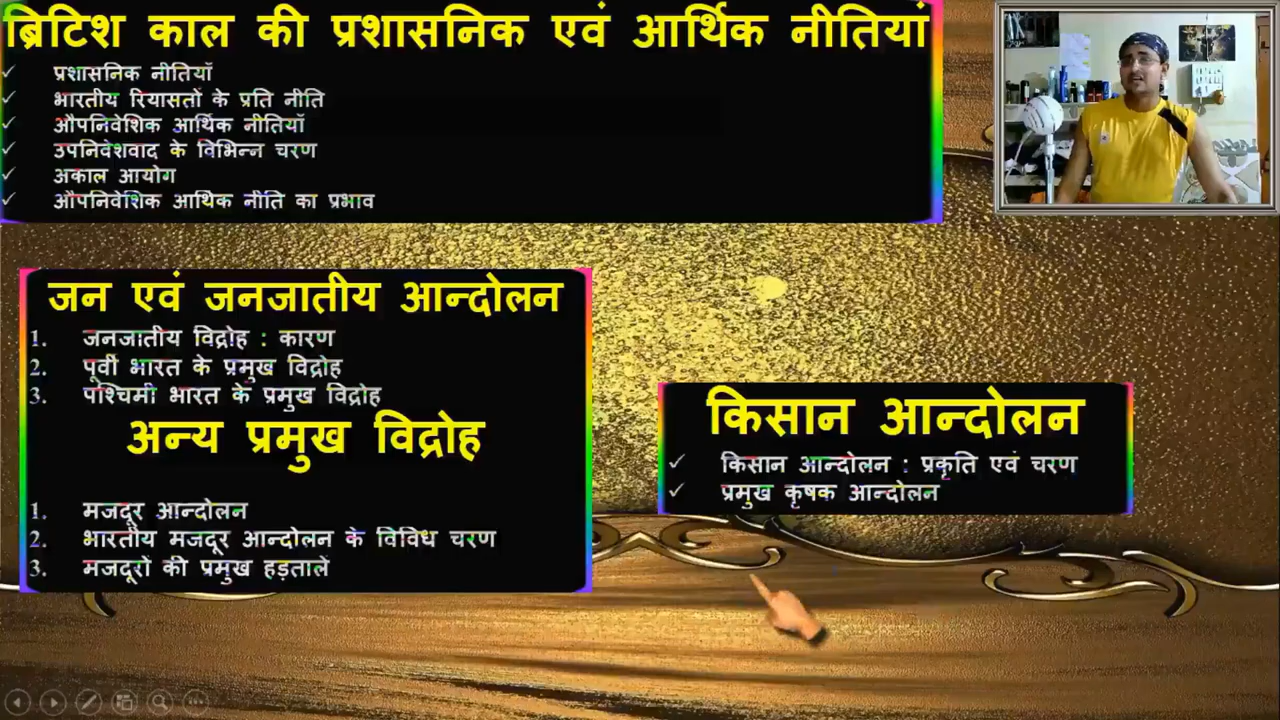 ब्रिटिश काल की प्रशासनिक एवं आर्थिक नीतियां
✓ प्रशासनिक नीतियाँ
✓ भारतीय रियासतों के प्रति नीति
✓ औपनिवेशिक आर्थिक नीतियाँ
✓ उपनिवेशवाद के विभिन्न चरण
✓ अकाल आयोग
✓ औपनिवेशिक आर्थिक नीति का प्रभाव
जन एवं जनजातीय आन्दोलन
1. जनजातीय विद्रोह : कारण
2. पूर्वी भारत के प्रमुख विद्रोह
3. पश्चिमी भारत के प्रमुख विद्रोह
अन्य प्रमुख विद्रोह
1. मजदूर आन्दोलन
2. भारतीय मजदूर आन्दोलन के विविध चरण
3. मजदूरों की प्रमुख हड़तालें
किसान आन्दोलन
✓ किसान आन्दोलन : प्रकृति एवं चरण
✓ प्रमुख कृषक आन्दोलन